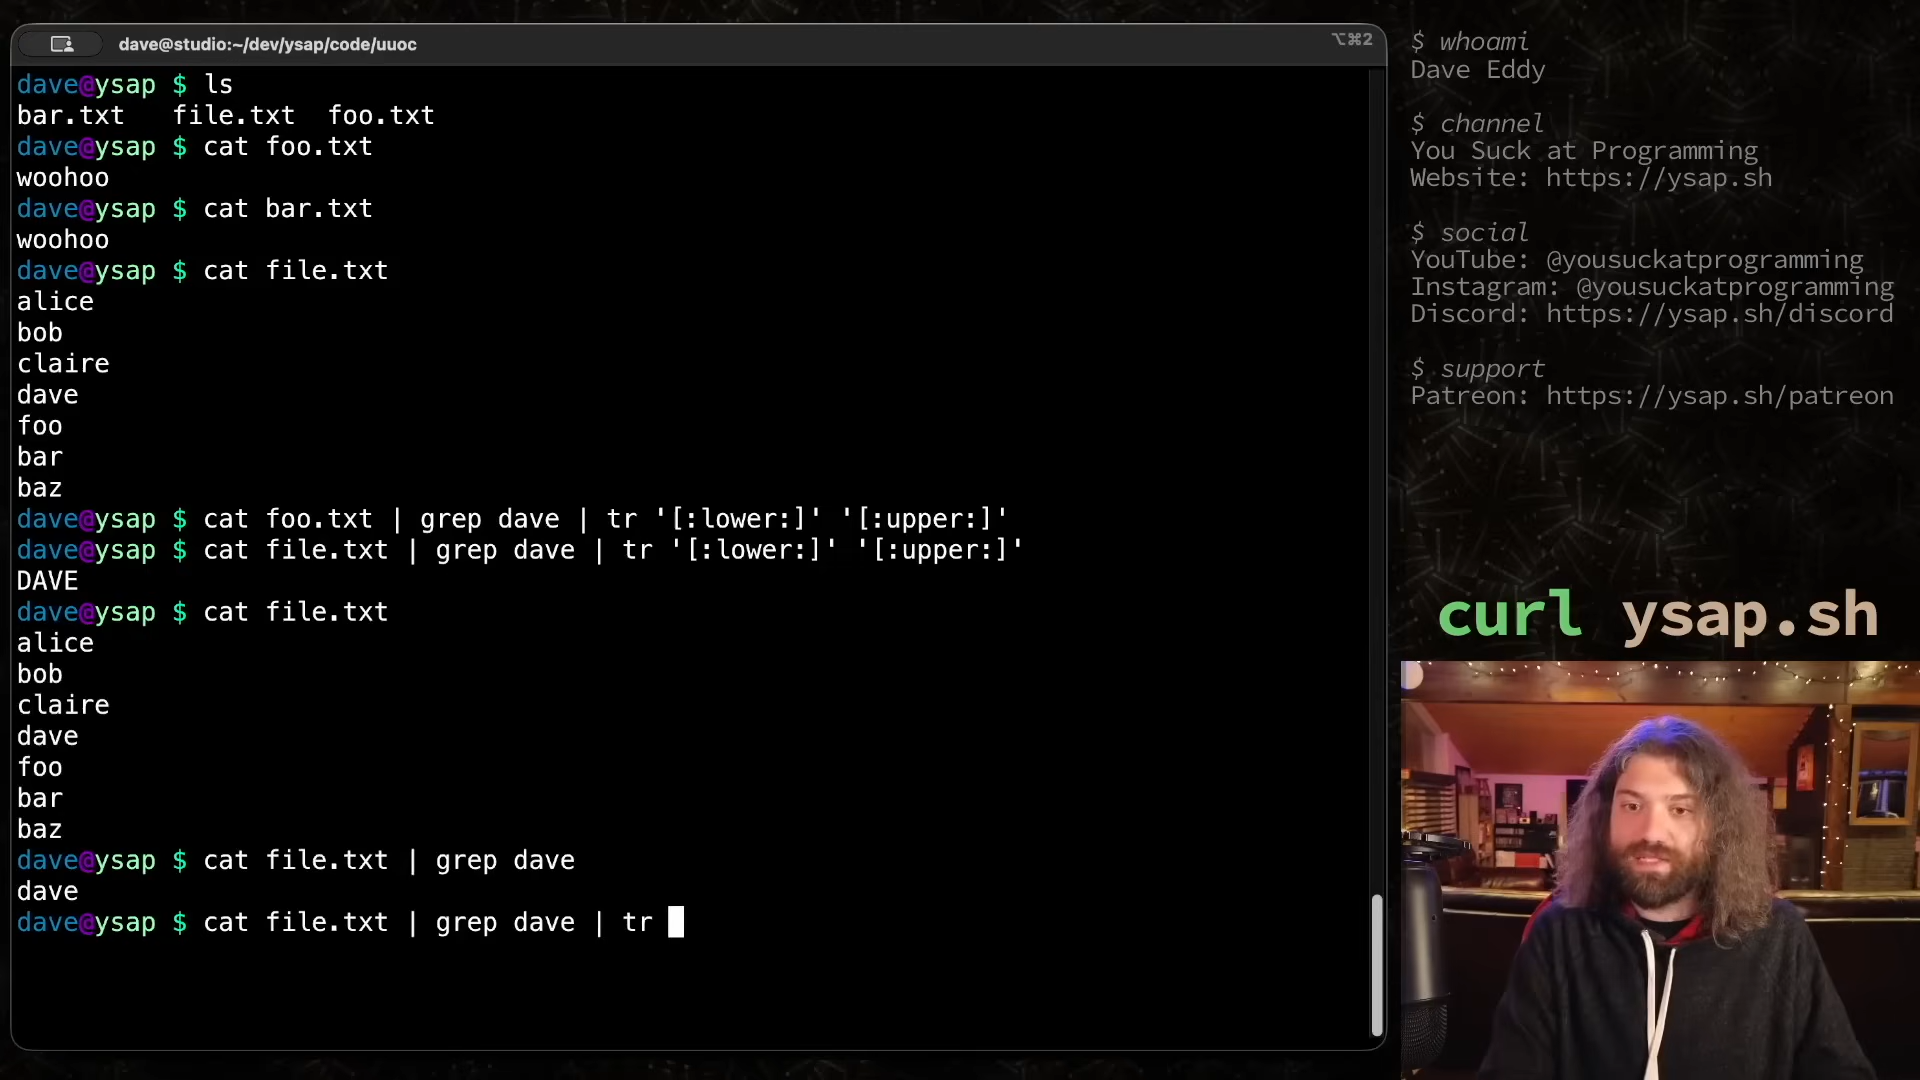 dave@studio:~/dev/ysap/code/uuoc
⌥⌘2
dave@ysap $ ls
bar.txt   file.txt  foo.txt
dave@ysap $ cat foo.txt
woohoo
dave@ysap $ cat bar.txt
woohoo
dave@ysap $ cat file.txt
alice
bob
claire
dave
foo
bar
baz
dave@ysap $ cat foo.txt | grep dave | tr '[:lower:]' '[:upper:]'
dave@ysap $ cat file.txt | grep dave | tr '[:lower:]' '[:upper:]'
DAVE
dave@ysap $ cat file.txt
alice
bob
claire
dave
foo
bar
baz
dave@ysap $ cat file.txt | grep dave
dave
dave@ysap $ cat file.txt | grep dave | tr
$ whoami
Dave Eddy
$ channel
You Suck at Programming
Website: https://ysap.sh
$ social
YouTube: @yousuckatprogramming
Instagram: @yousuckatprogramming
Discord: https://ysap.sh/discord
$ support
Patreon: https://ysap.sh/patreon
curl ysap.sh